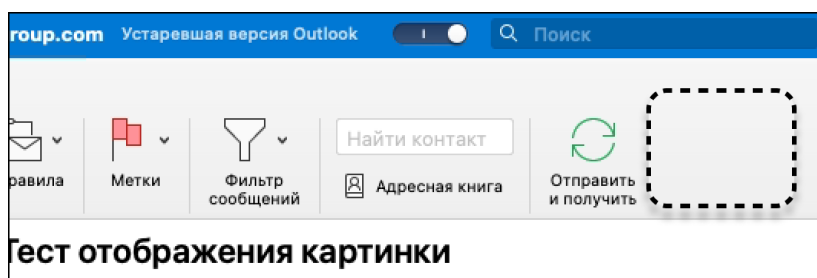 roup.com Устаревшая версия Outlook Поиск
Найти контакт
равила Метки Фильтр сообщений Адресная книга Отправить и получить
Тест отображения картинки